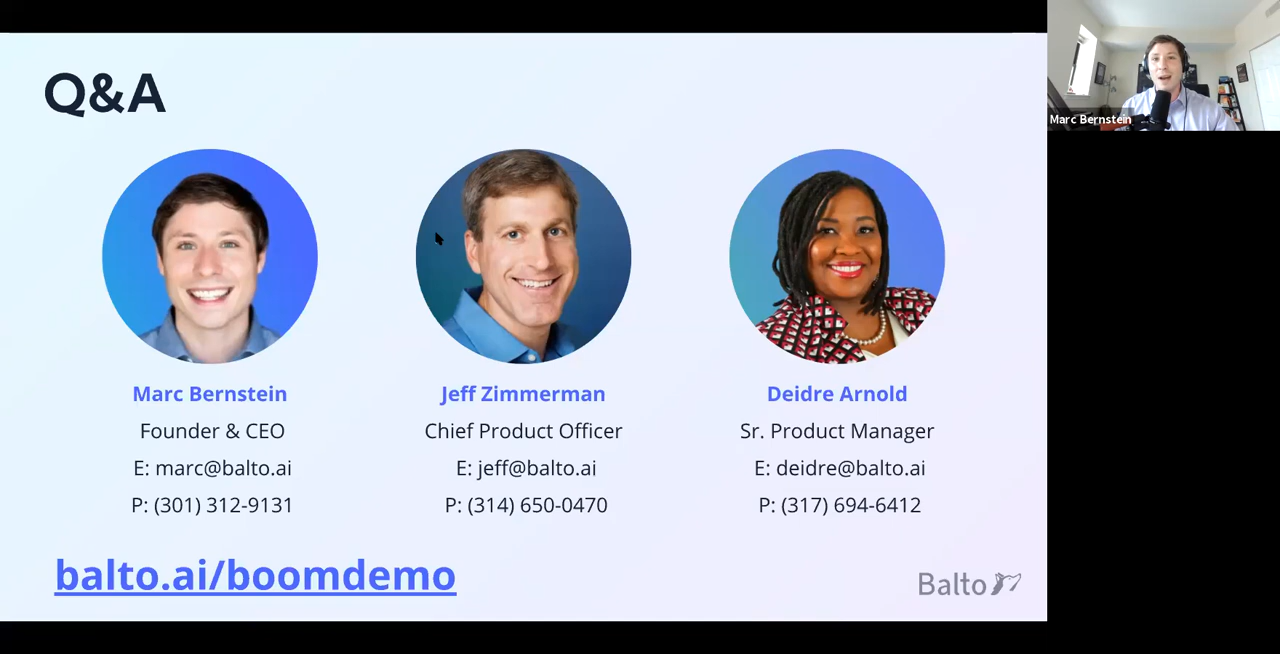 Q&A
Marc Bernstein
Marc Bernstein
Founder & CEO
E: marc@balto.ai
P: (301) 312-9131
Jeff Zimmerman
Chief Product Officer
E: jeff@balto.ai
P: (314) 650-0470
Deidre Arnold
Sr. Product Manager
E: deidre@balto.ai
P: (317) 694-6412
balto.ai/boomdemo
Balto